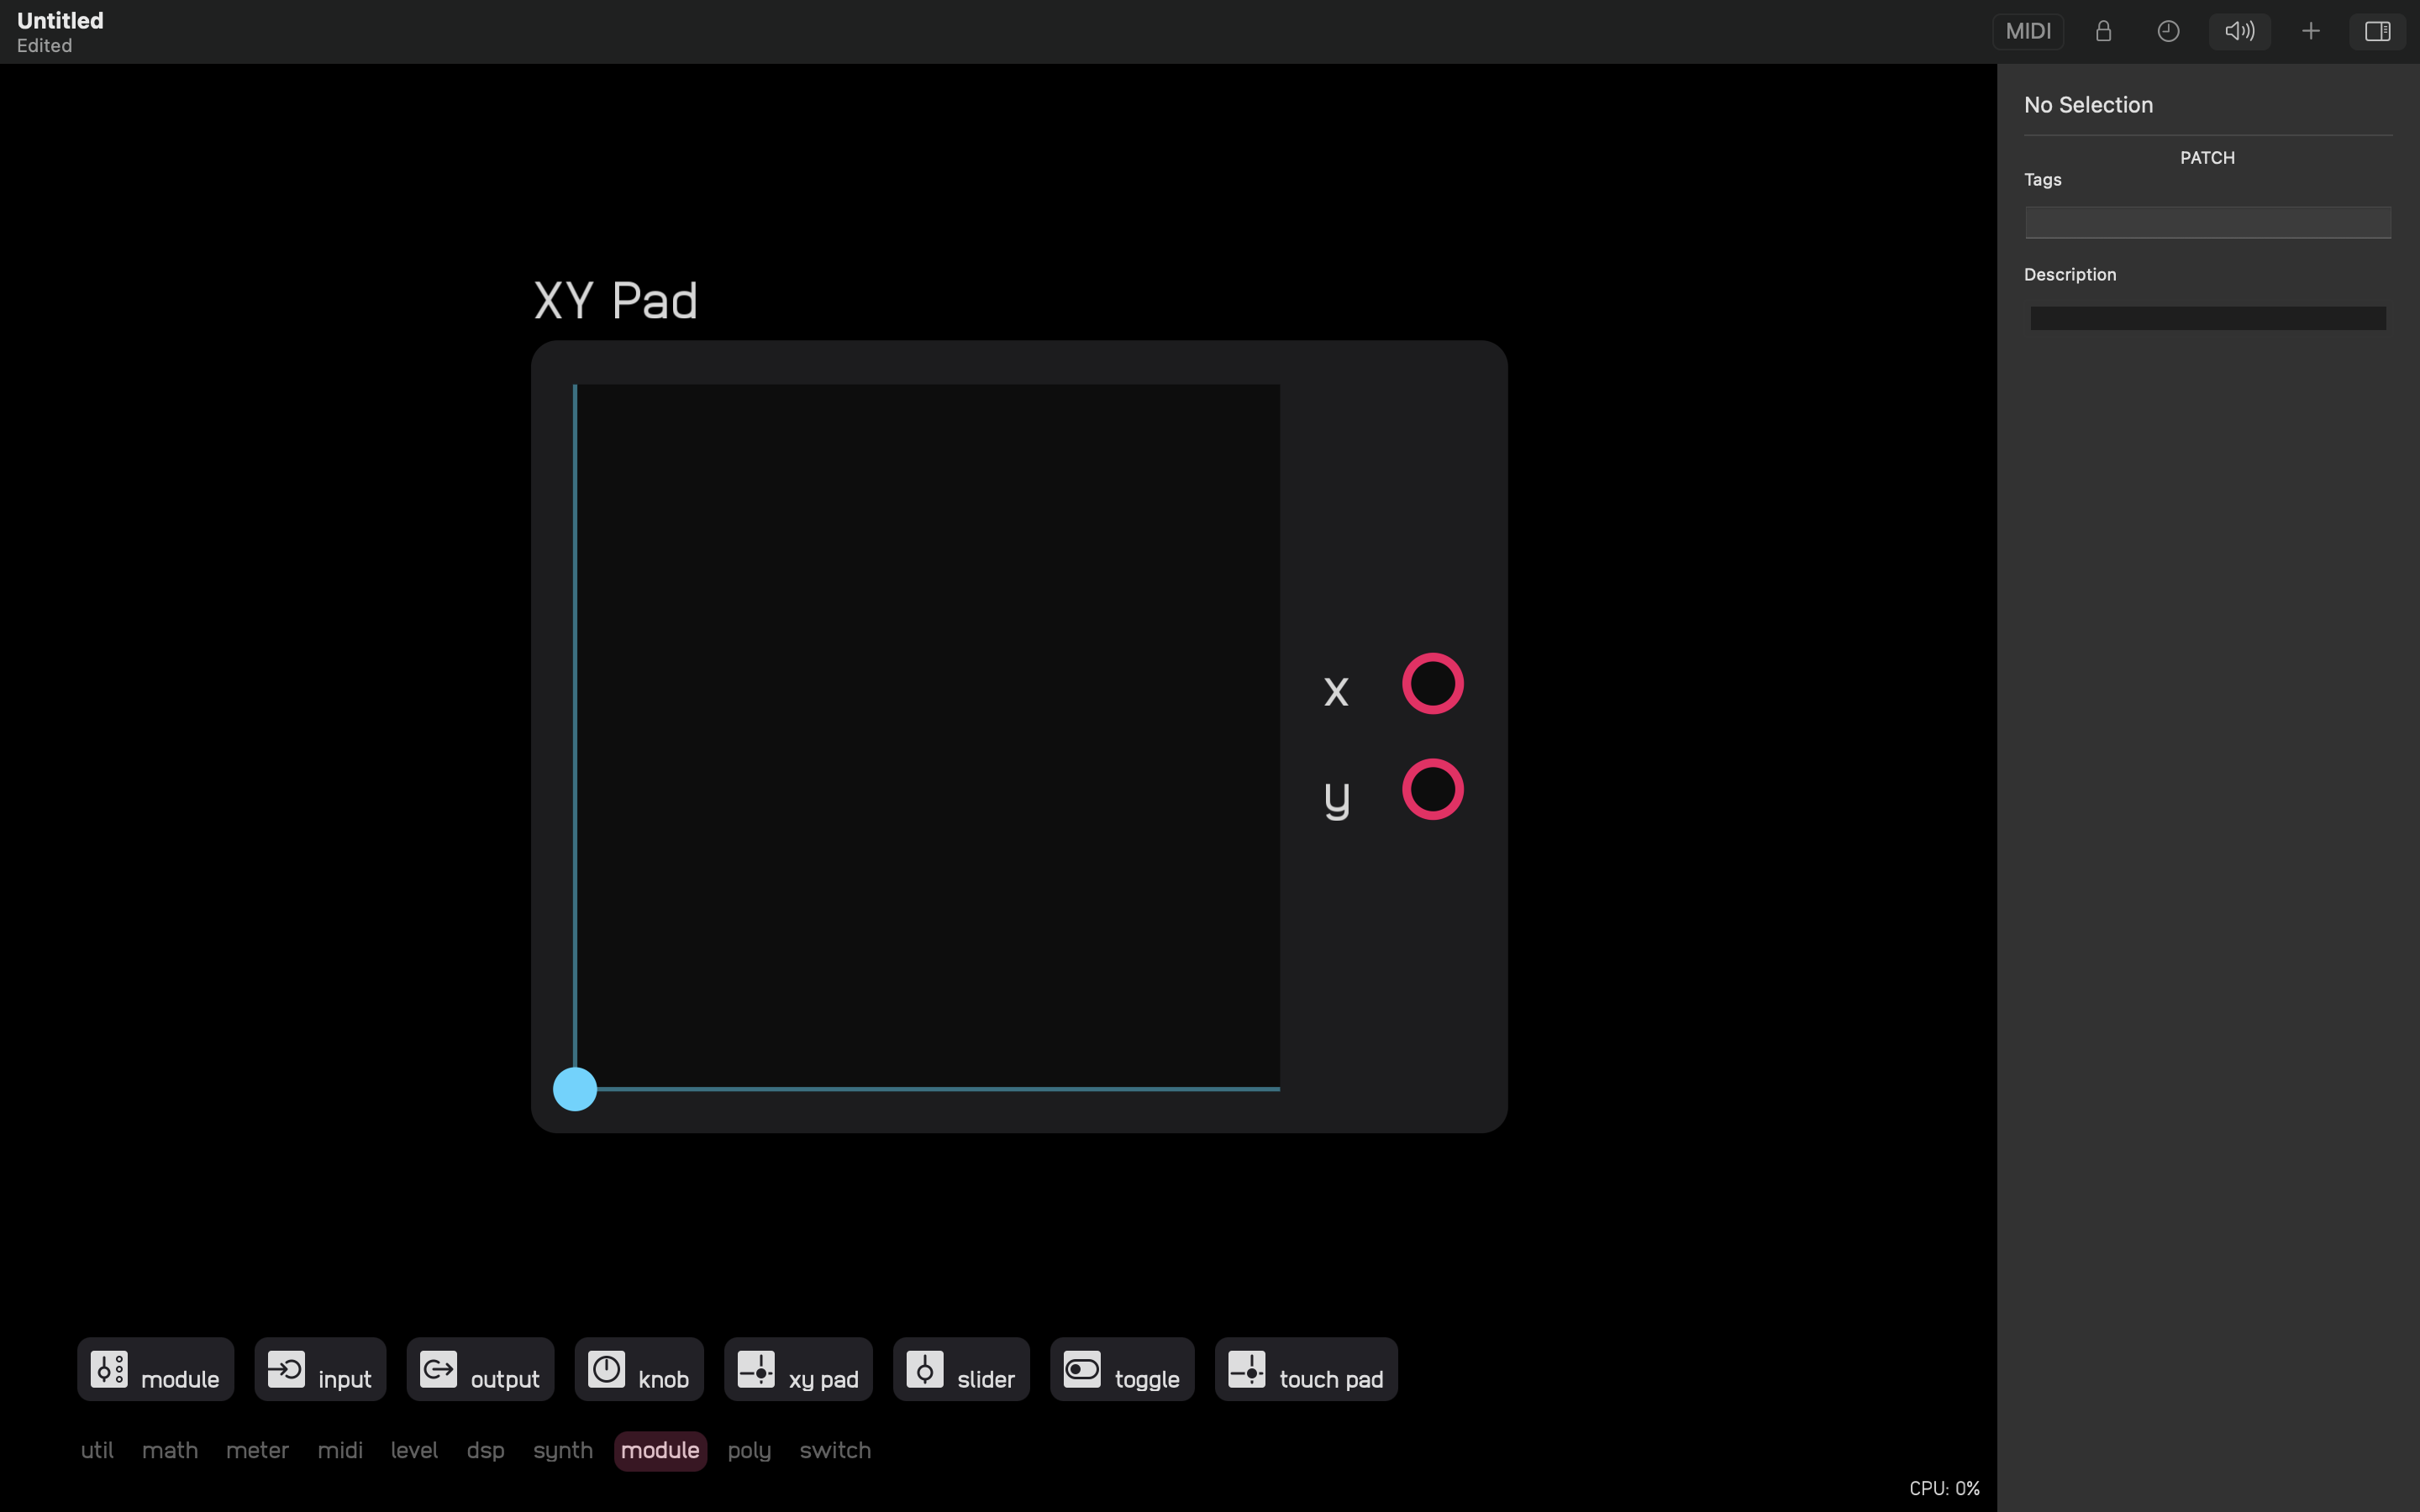 Untitled
Edited
MIDI
No Selection
PATCH
Tags
Description
XY Pad
x
y
module input output knob xy pad slider toggle touch pad
util math meter midi level dsp synth module poly switch
CPU: 0%